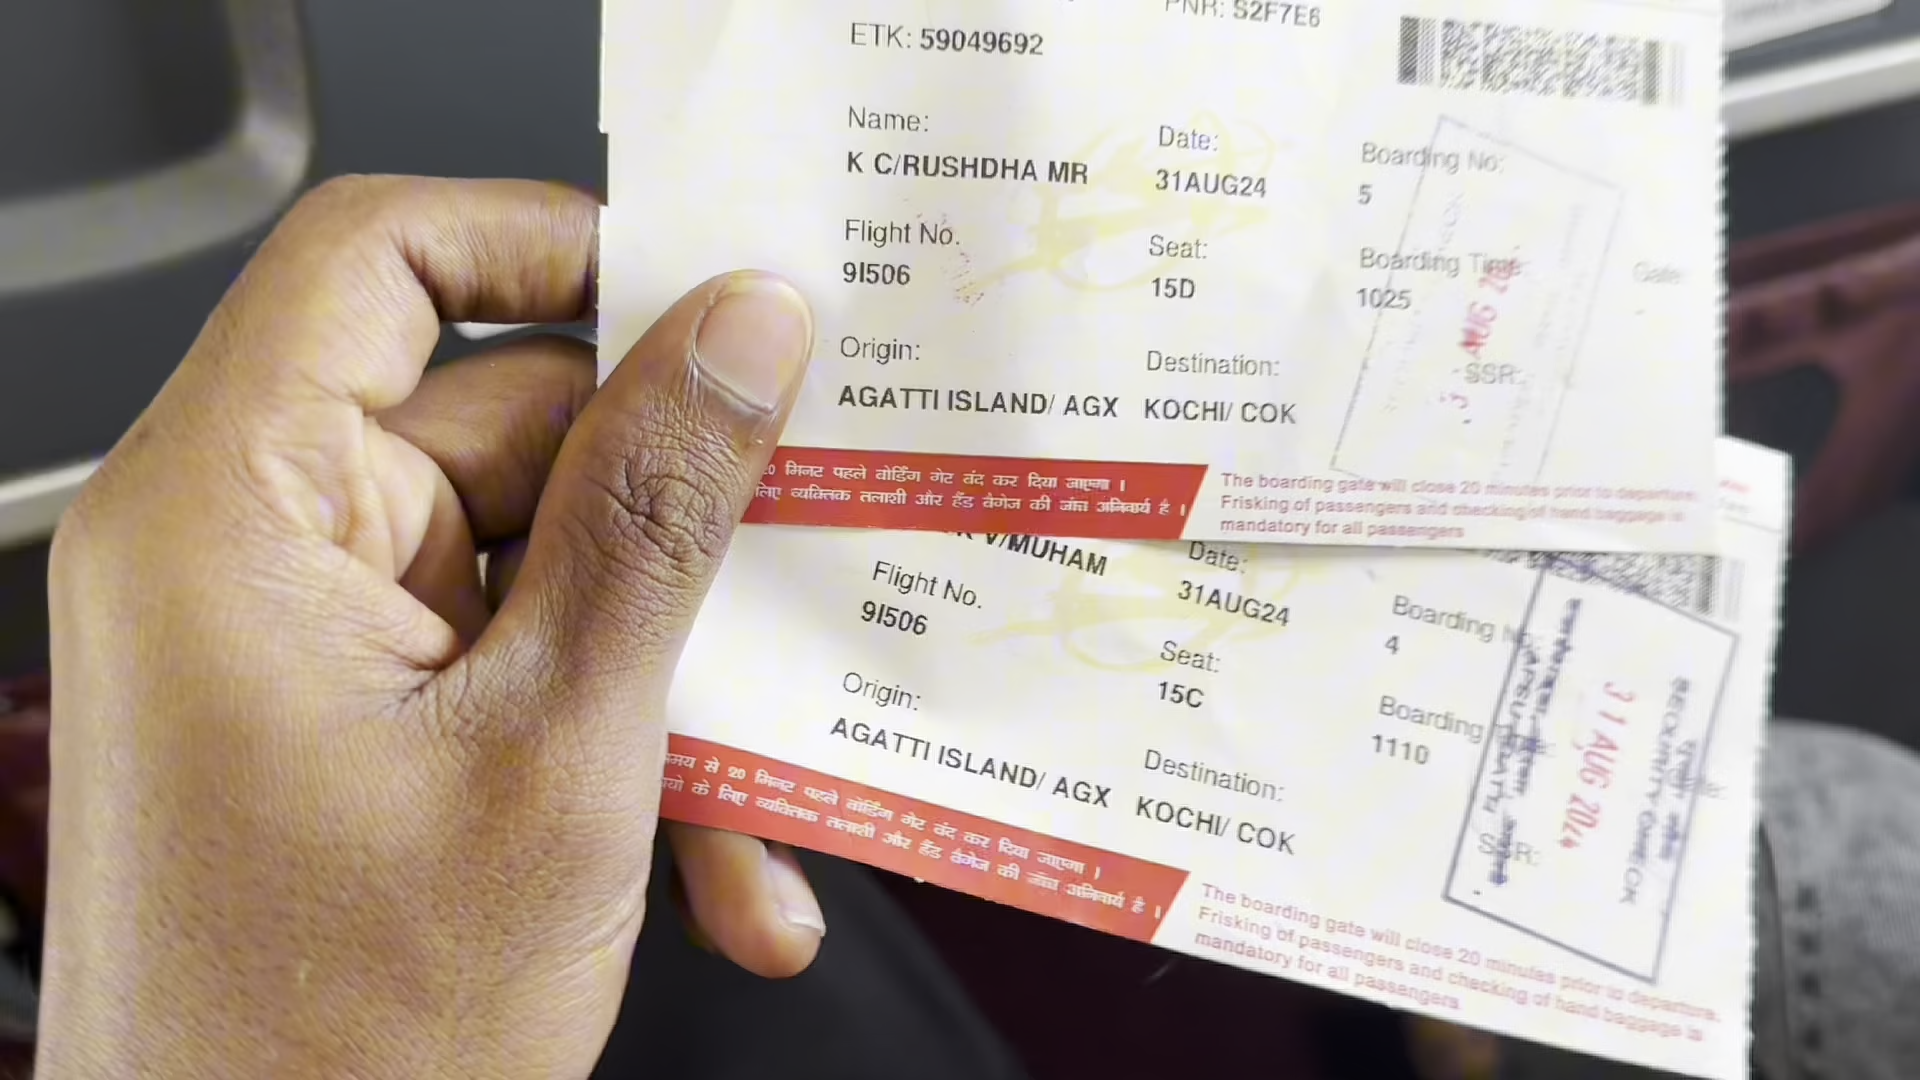 PNR: S2F7E6
ETK: 59049692
Name:
K C/RUSHDHA MR
Date:
31AUG24
Boarding No:
5
Flight No.
9I506
Seat:
15D
Boarding Time:
1025
Gate:
Origin:
AGATTI ISLAND/ AGX
Destination:
KOCHI/ COK
SSR:
AUG 20
20 मिनट पहले बोर्डिंग गेट बंद कर दिया जाएगा ।
लिए व्यक्तिक तलाशी और हैंड बैगेज की जांच अनिवार्य है ।
The boarding gate will close 20 minutes prior to departure.
Frisking of passengers and checking of hand baggage is
mandatory for all passengers
K V/MUHAM
Date:
31AUG24
Boarding No:
4
Flight No.
9I506
Seat:
15C
Boarding
1110
Origin:
AGATTI ISLAND/ AGX
Destination:
KOCHI/ COK
SSR:
SECURITY CHECK
31 AUG 2024
समय से 20 मिनट पहले बोर्डिंग गेट बंद कर दिया जाएगा ।
के लिए व्यक्तिक तलाशी और हैंड बैगेज की जांच अनिवार्य है ।
The boarding gate will close 20 minutes prior to departure.
Frisking of passengers and checking of hand baggage is
mandatory for all passengers.